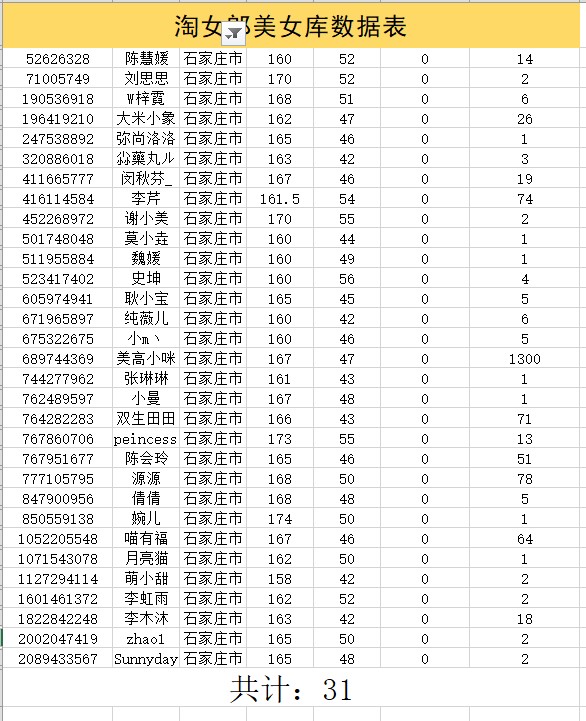 淘女郎美女库数据表
52626328 陈慧媛 石家庄市 160 52 0 14
71005749 刘思思 石家庄市 170 52 0 2
190536918 W梓霓 石家庄市 168 51 0 6
196419210 大米小象 石家庄市 162 47 0 26
247538892 弥尚洛洛 石家庄市 165 46 0 1
320886018 尛藥丸ル 石家庄市 163 42 0 3
411665777 闵秋芬_ 石家庄市 167 46 0 19
416114584 李芹 石家庄市 161.5 54 0 74
452268972 谢小美 石家庄市 170 55 0 2
501748048 莫小垚 石家庄市 160 44 0 1
511955884 魏媛 石家庄市 160 49 0 1
523417402 史坤 石家庄市 160 56 0 4
605974941 耿小宝 石家庄市 165 45 0 5
671965897 纯薇儿 石家庄市 160 42 0 6
675322675 小m丶 石家庄市 160 46 0 5
689744369 美高小咪 石家庄市 167 47 0 1300
744277962 张琳琳 石家庄市 161 43 0 1
762489597 小曼 石家庄市 167 48 0 1
764282283 双生田田 石家庄市 166 43 0 71
767860706 peincess 石家庄市 173 55 0 13
767951677 陈会玲 石家庄市 165 46 0 51
777105795 源源 石家庄市 168 50 0 78
847900956 倩倩 石家庄市 168 48 0 5
850559138 婉儿 石家庄市 174 50 0 1
1052205548 喵有福 石家庄市 167 46 0 64
1071543078 月亮猫 石家庄市 162 50 0 1
1127294114 萌小甜 石家庄市 158 42 0 2
1601461372 李虹雨 石家庄市 162 52 0 2
1822842248 李木沐 石家庄市 163 42 0 18
2002047419 zhao1 石家庄市 165 50 0 2
2089433567 Sunnyday 石家庄市 165 48 0 2
共计：31